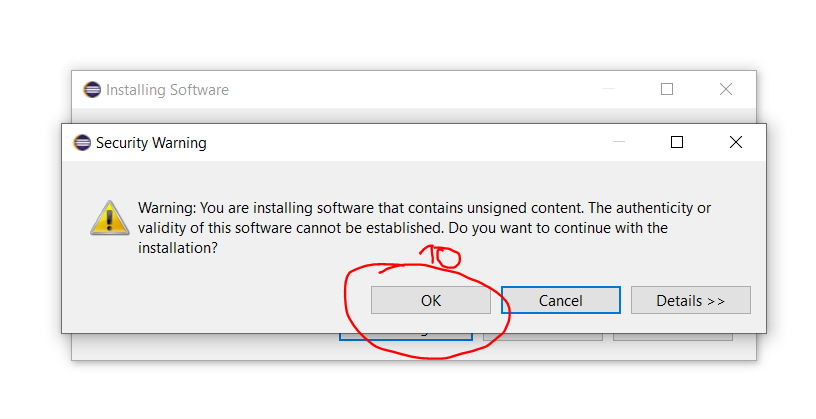 Installing Software
Security Warning
Warning: You are installing software that contains unsigned content. The authenticity or
validity of this software cannot be established. Do you want to continue with the
installation?
10
OK
Cancel
Details >>